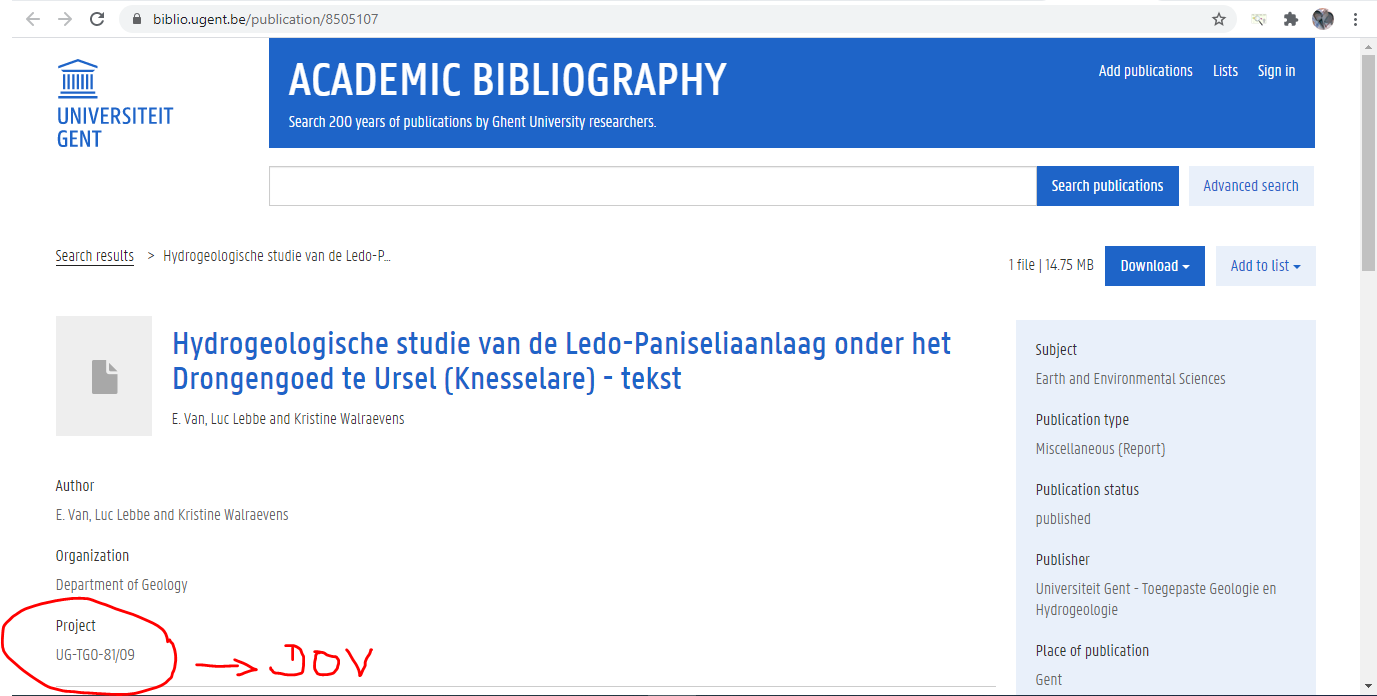 biblio.ugent.be/publication/8505107
UNIVERSITEIT
GENT
ACADEMIC BIBLIOGRAPHY
Search 200 years of publications by Ghent University researchers.
Add publications Lists Sign in
Search publications Advanced search
Search results > Hydrogeologische studie van de Ledo-P...
1 file | 14.75 MB Download Add to list
Hydrogeologische studie van de Ledo-Paniseliaanlaag onder het
Drongengoed te Ursel (Knesselare) - tekst
E. Van, Luc Lebbe and Kristine Walraevens
Author
E. Van, Luc Lebbe and Kristine Walraevens
Organization
Department of Geology
Project
UG-TGO-81/09
DOV
Subject
Earth and Environmental Sciences
Publication type
Miscellaneous (Report)
Publication status
published
Publisher
Universiteit Gent - Toegepaste Geologie en
Hydrogeologie
Place of publication
Gent